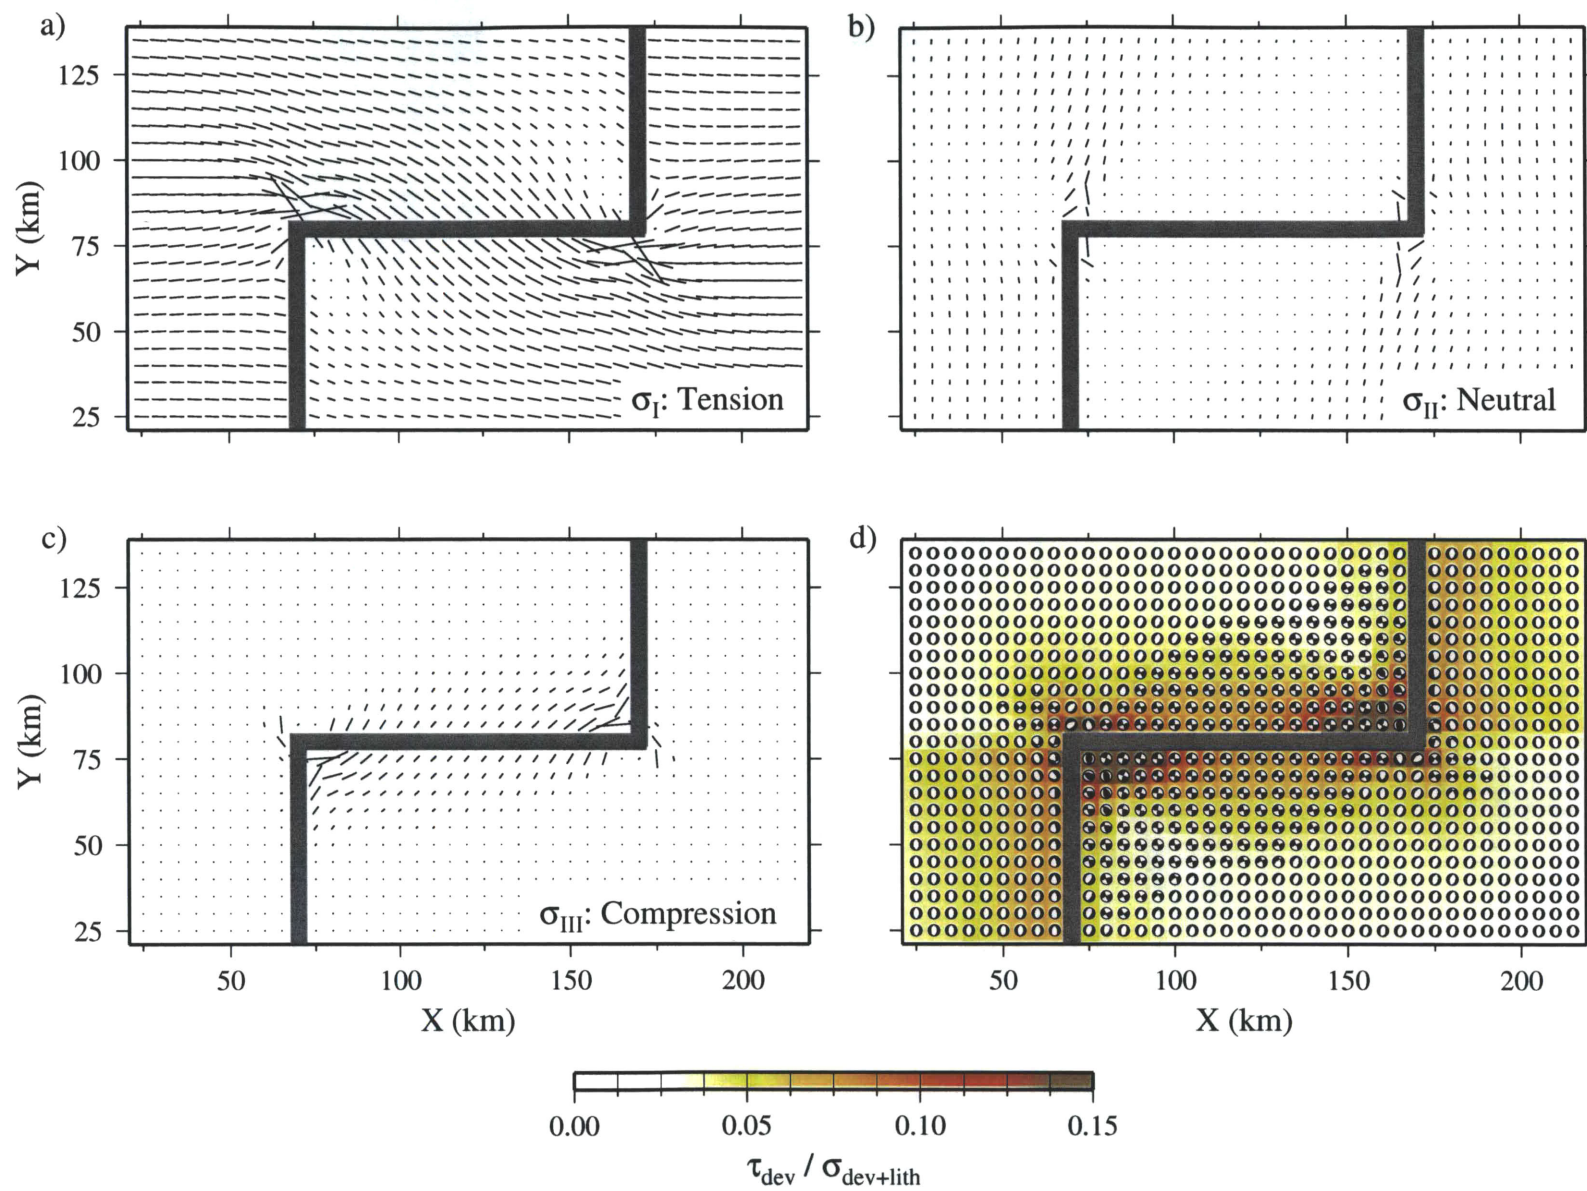 a)
b)
125
100
75
50
25
Y (km)
σI: Tension
σII: Neutral
c)
d)
125
100
75
50
25
Y (km)
σIII: Compression
50 100 150 200
50 100 150 200
X (km)
X (km)
0.00 0.05 0.10 0.15
τdev / σdev+lith